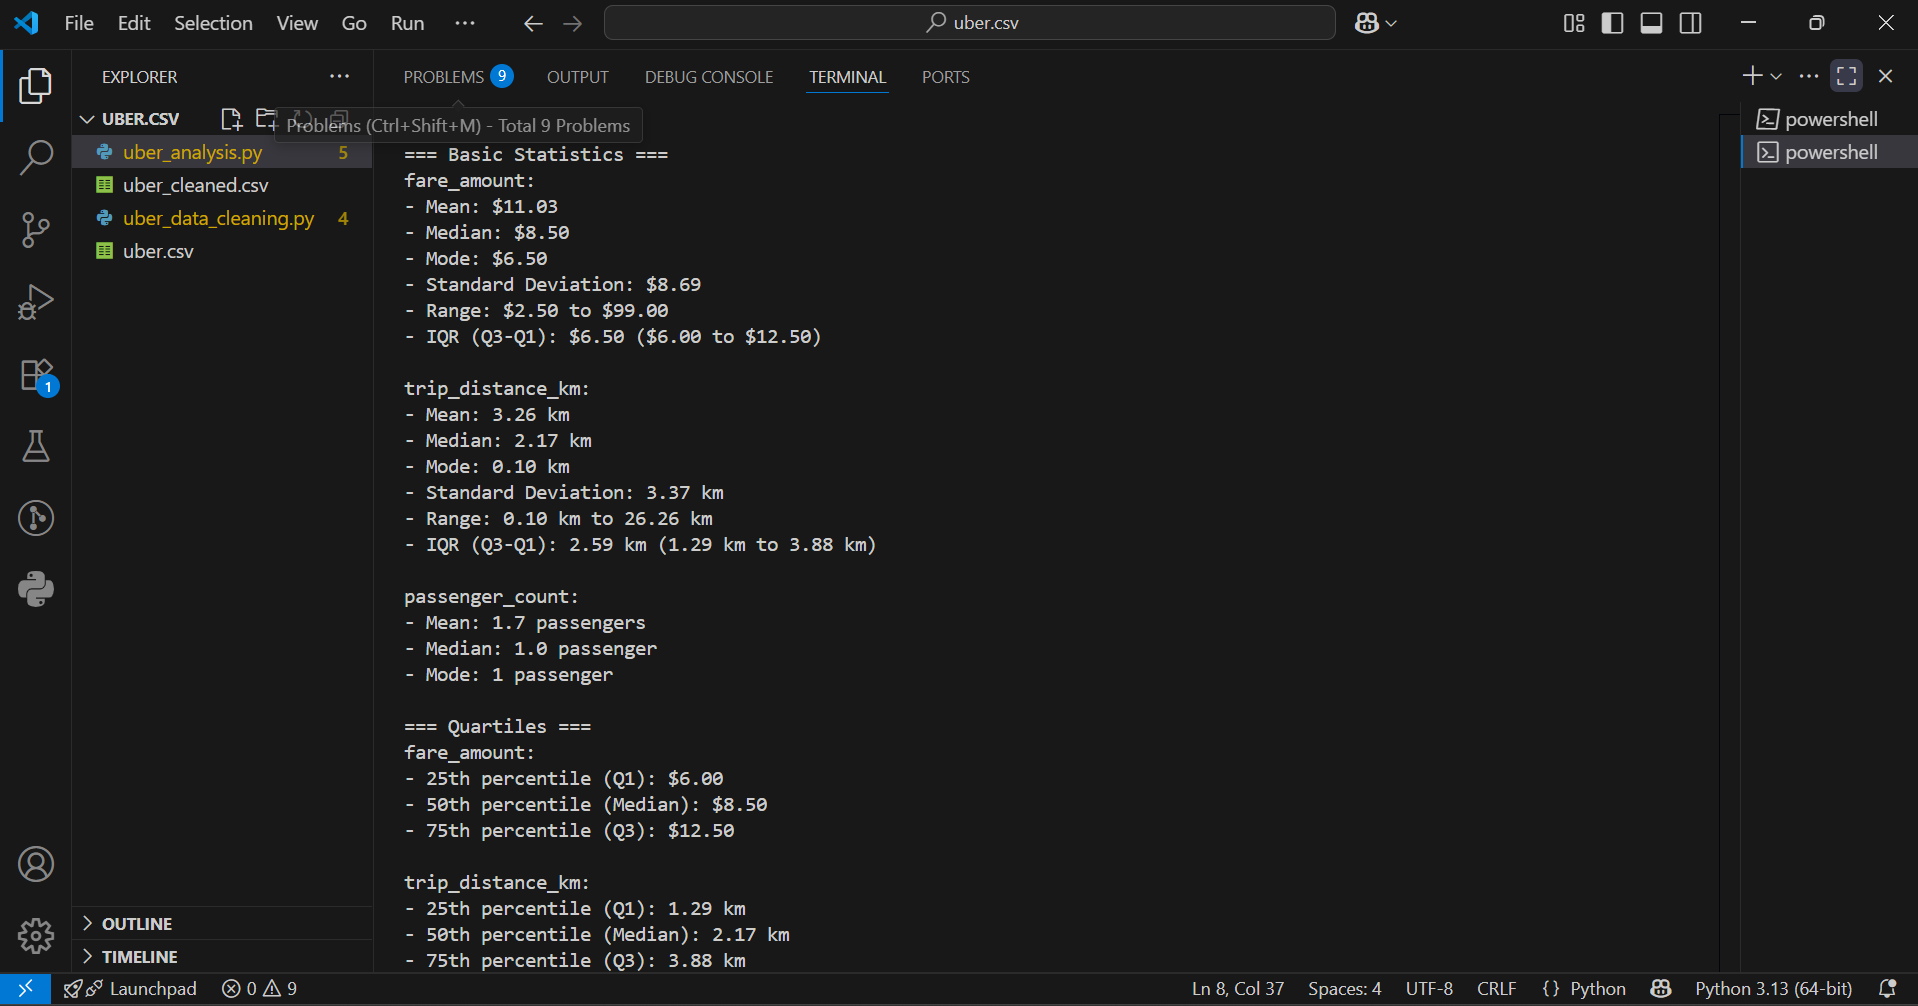 File Edit Selection View Go Run ··· uber.csv
EXPLORER ···
PROBLEMS 9 OUTPUT DEBUG CONSOLE TERMINAL PORTS
UBER.CSV
Problems (Ctrl+Shift+M) - Total 9 Problems
uber_analysis.py 5
uber_cleaned.csv
uber_data_cleaning.py 4
uber.csv
1
=== Basic Statistics ===
fare_amount:
- Mean: $11.03
- Median: $8.50
- Mode: $6.50
- Standard Deviation: $8.69
- Range: $2.50 to $99.00
- IQR (Q3-Q1): $6.50 ($6.00 to $12.50)
trip_distance_km:
- Mean: 3.26 km
- Median: 2.17 km
- Mode: 0.10 km
- Standard Deviation: 3.37 km
- Range: 0.10 km to 26.26 km
- IQR (Q3-Q1): 2.59 km (1.29 km to 3.88 km)
passenger_count:
- Mean: 1.7 passengers
- Median: 1.0 passenger
- Mode: 1 passenger
=== Quartiles ===
fare_amount:
- 25th percentile (Q1): $6.00
- 50th percentile (Median): $8.50
- 75th percentile (Q3): $12.50
trip_distance_km:
- 25th percentile (Q1): 1.29 km
- 50th percentile (Median): 2.17 km
- 75th percentile (Q3): 3.88 km
powershell
powershell
OUTLINE
TIMELINE
Launchpad 0 9 Ln 8, Col 37 Spaces: 4 UTF-8 CRLF {} Python Python 3.13 (64-bit)